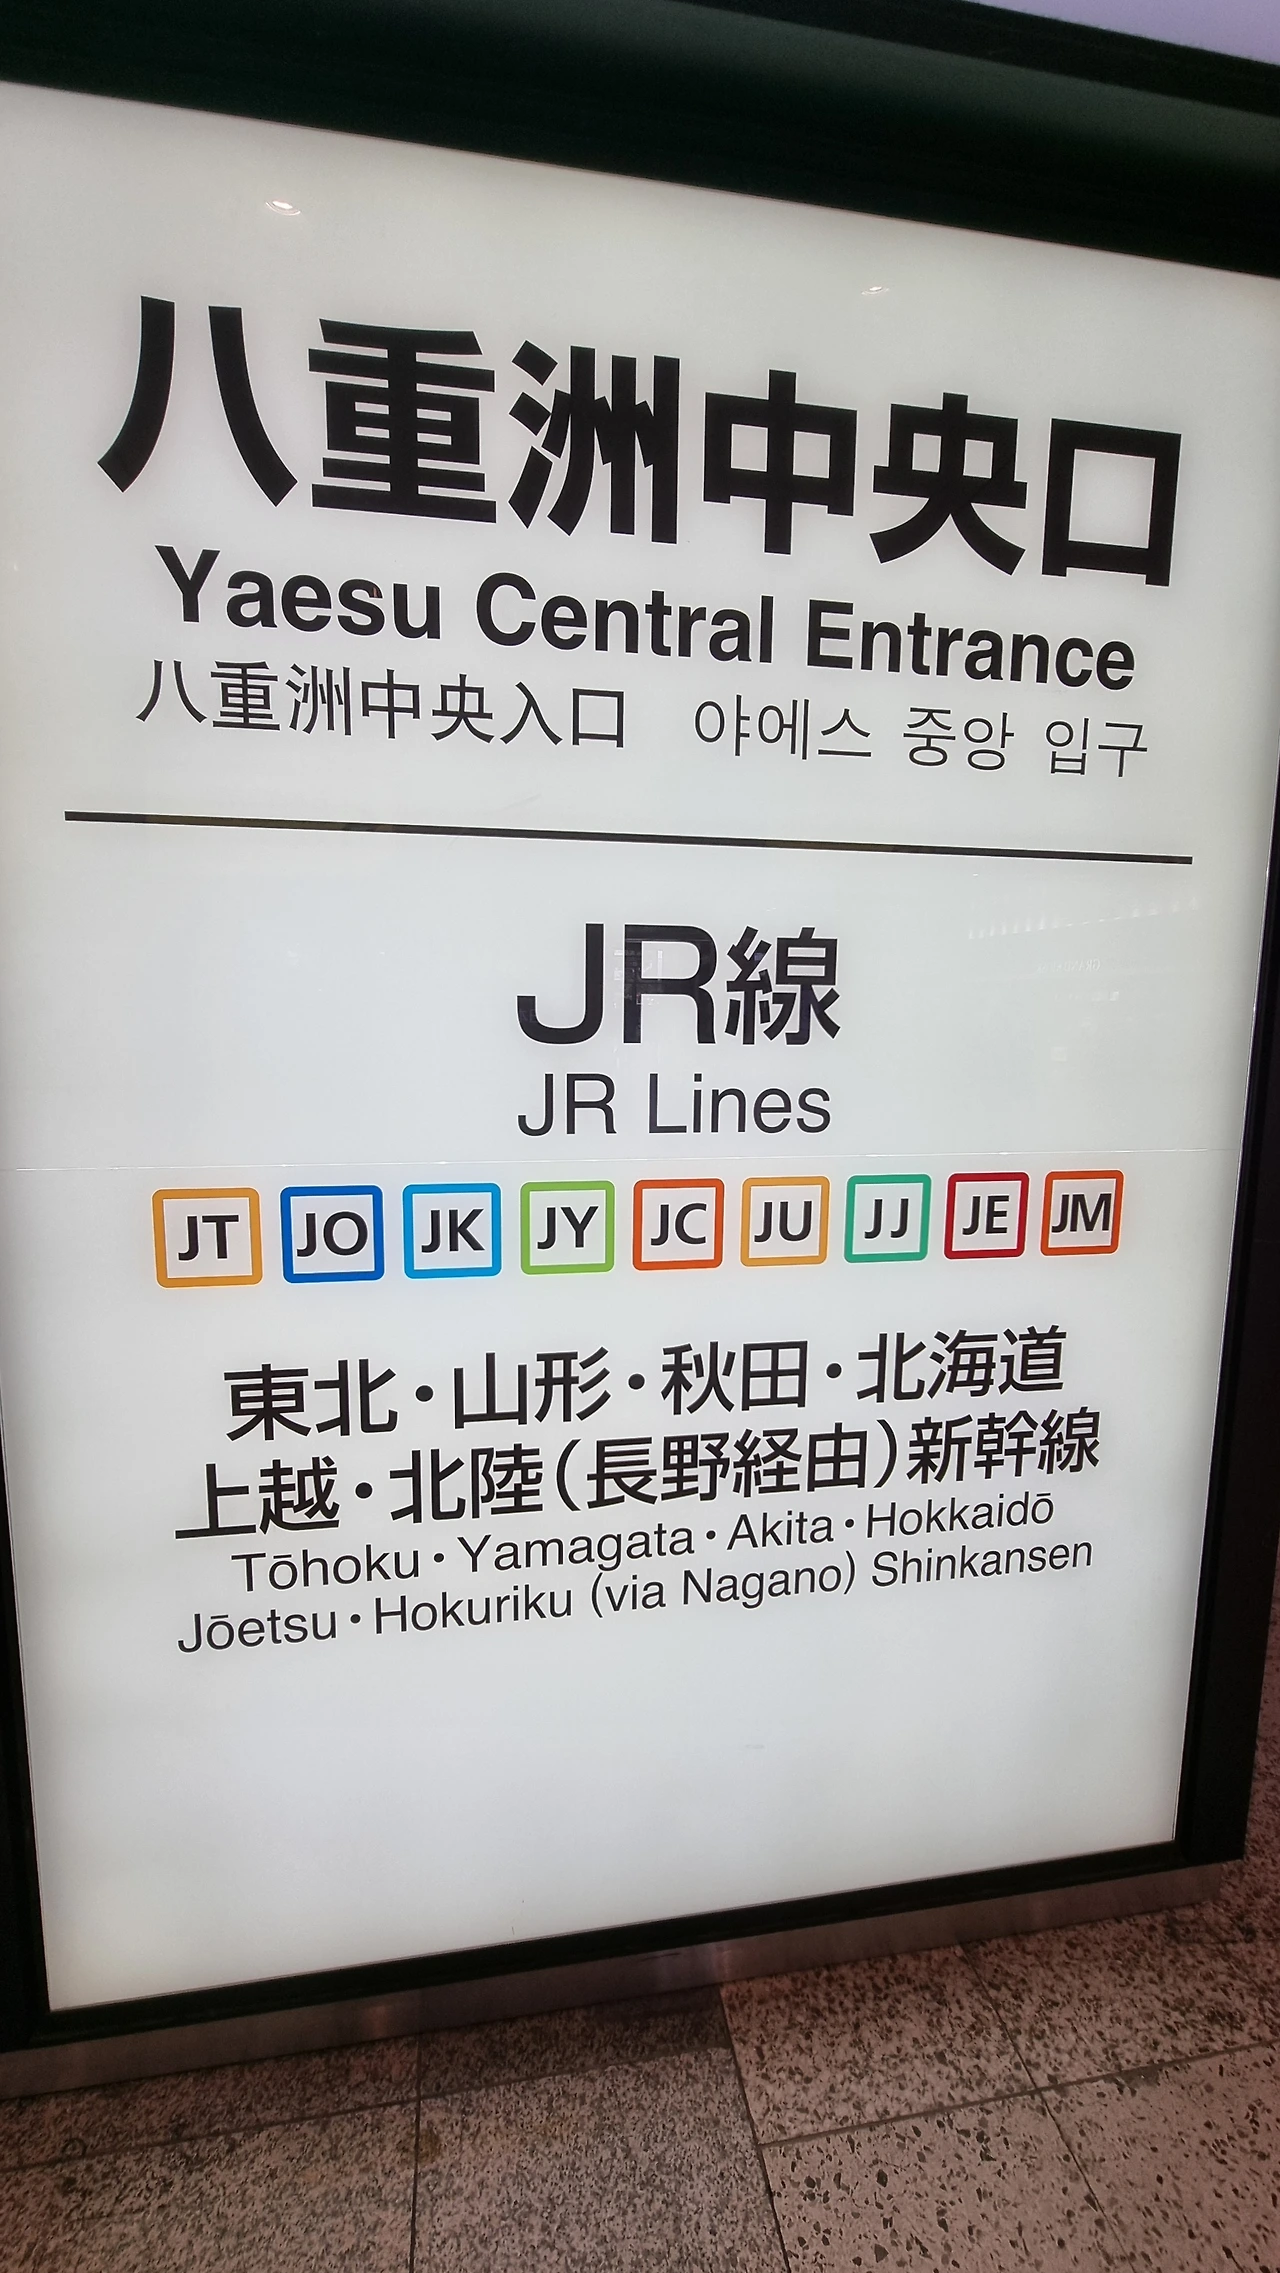 八重洲中央口
Yaesu Central Entrance
八重洲中央入口 야에스 중앙 입구
JR線
JR Lines
JT JO JK JY JC JU JJ JE JM
東北・山形・秋田・北海道
上越・北陸(長野経由)新幹線
Tōhoku・Yamagata・Akita・Hokkaidō
Jōetsu・Hokuriku (via Nagano) Shinkansen